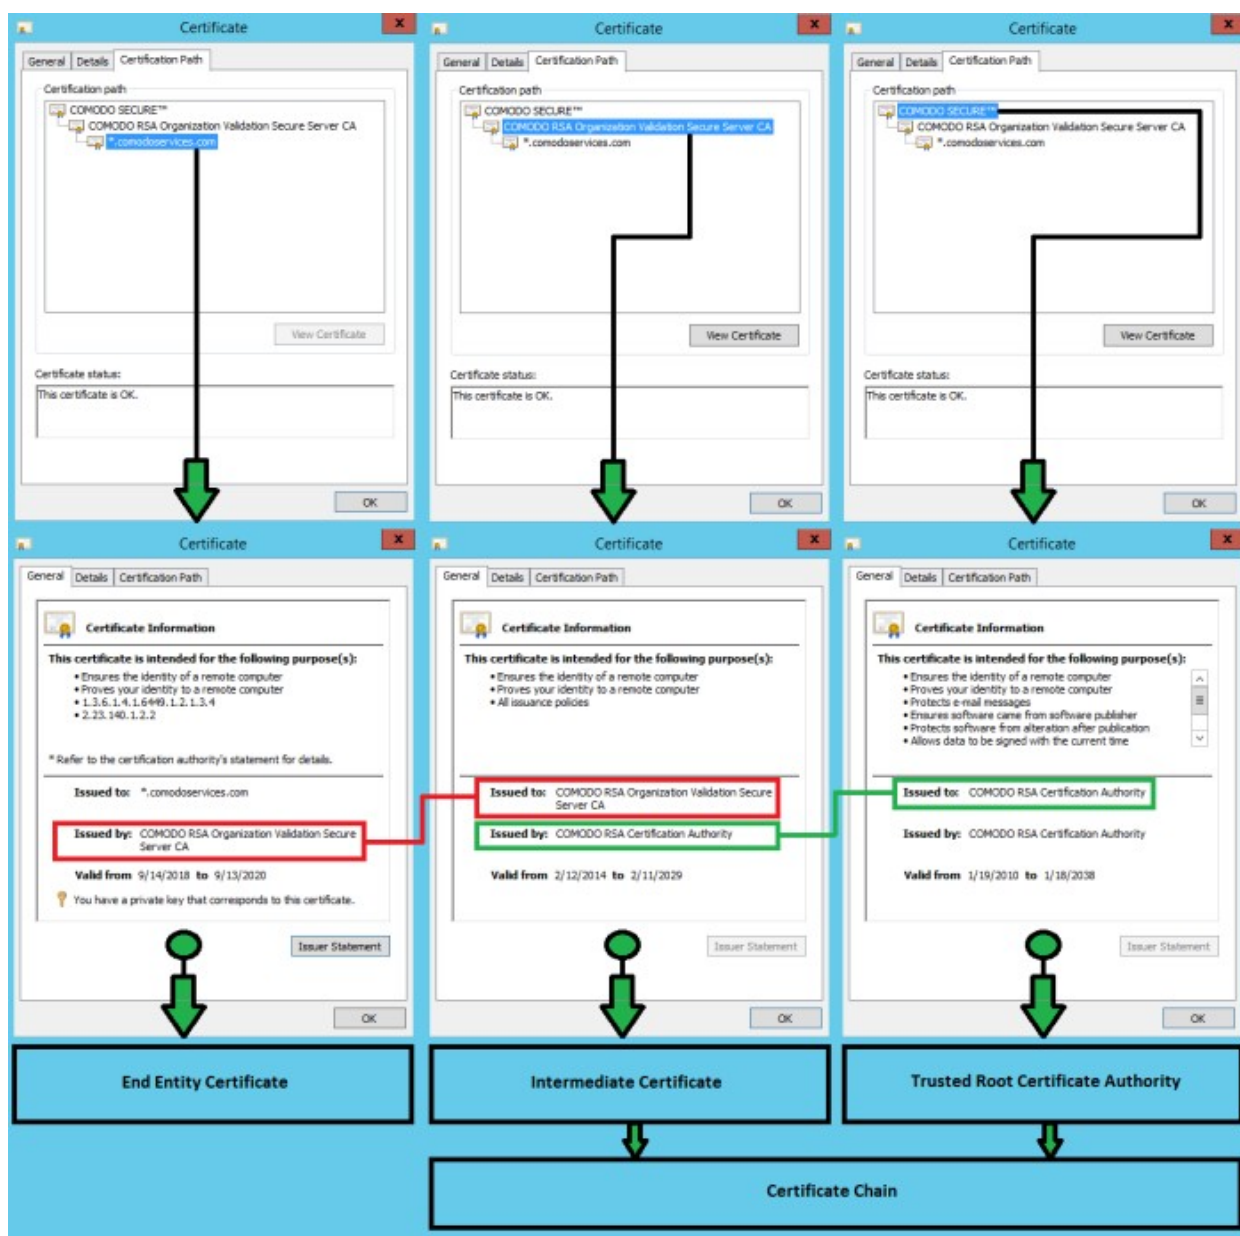 Certificate
x
General Details Certification Path
Certification path
COMODO SECURE™
COMODO RSA Organization Validation Secure Server CA
*.comodoservices.com
View Certificate
Certificate status:
This certificate is OK.
OK
Certificate
x
General Details Certification Path
Certification path
COMODO SECURE™
COMODO RSA Organization Validation Secure Server CA
*.comodoservices.com
View Certificate
Certificate status:
This certificate is OK.
OK
Certificate
x
General Details Certification Path
Certification path
COMODO SECURE™
COMODO RSA Organization Validation Secure Server CA
*.comodoservices.com
View Certificate
Certificate status:
This certificate is OK.
OK
Certificate
x
General Details Certification Path
Certificate Information
This certificate is intended for the following purpose(s):
• Ensures the identity of a remote computer
• Proves your identity to a remote computer
• 1.3.6.1.4.1.6449.1.2.1.3.4
• 2.23.140.1.2.2
* Refer to the certification authority's statement for details.
Issued to: *.comodoservices.com
Issued by: COMODO RSA Organization Validation Secure
Server CA
Valid from 9/14/2018 to 9/13/2020
You have a private key that corresponds to this certificate.
Issuer Statement
OK
Certificate
x
General Details Certification Path
Certificate Information
This certificate is intended for the following purpose(s):
• Ensures the identity of a remote computer
• Proves your identity to a remote computer
• All issuance policies
Issued to: COMODO RSA Organization Validation Secure
Server CA
Issued by: COMODO RSA Certification Authority
Valid from 2/12/2014 to 2/11/2029
Issuer Statement
OK
Certificate
x
General Details Certification Path
Certificate Information
This certificate is intended for the following purpose(s):
• Ensures the identity of a remote computer
• Proves your identity to a remote computer
• Protects e-mail messages
• Ensures software came from software publisher
• Protects software from alteration after publication
• Allows data to be signed with the current time
Issued to: COMODO RSA Certification Authority
Issued by: COMODO RSA Certification Authority
Valid from 1/19/2010 to 1/18/2038
Issuer Statement
OK
End Entity Certificate
Intermediate Certificate
Trusted Root Certificate Authority
Certificate Chain